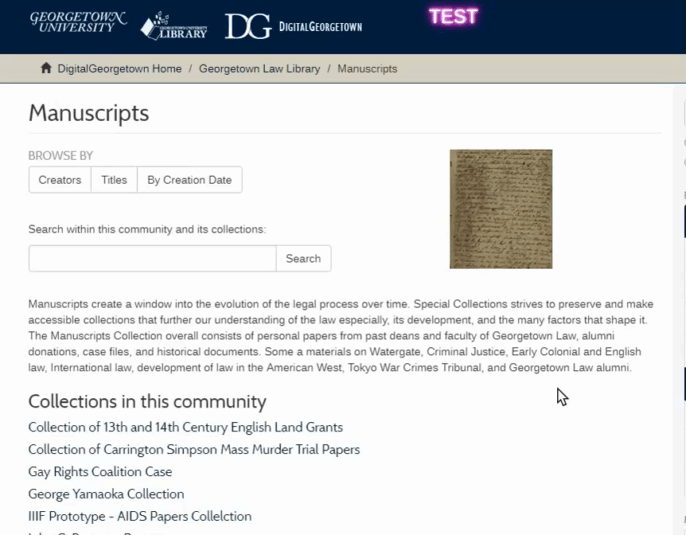 GEORGETOWN UNIVERSITY
GEORGETOWN UNIVERSITY LIBRARY
DG DIGITALGEORGETOWN
TEST
DigitalGeorgetown Home / Georgetown Law Library / Manuscripts
Manuscripts
BROWSE BY
Creators Titles By Creation Date
Search within this community and its collections:
Search
Manuscripts create a window into the evolution of the legal process over time. Special Collections strives to preserve and make
accessible collections that further our understanding of the law especially, its development, and the many factors that shape it.
The Manuscripts Collection overall consists of personal papers from past deans and faculty of Georgetown Law, alumni
donations, case files, and historical documents. Some a materials on Watergate, Criminal Justice, Early Colonial and English
law, International law, development of law in the American West, Tokyo War Crimes Tribunal, and Georgetown Law alumni.
Collections in this community
Collection of 13th and 14th Century English Land Grants
Collection of Carrington Simpson Mass Murder Trial Papers
Gay Rights Coalition Case
George Yamaoka Collection
IIIF Prototype - AIDS Papers Collelction